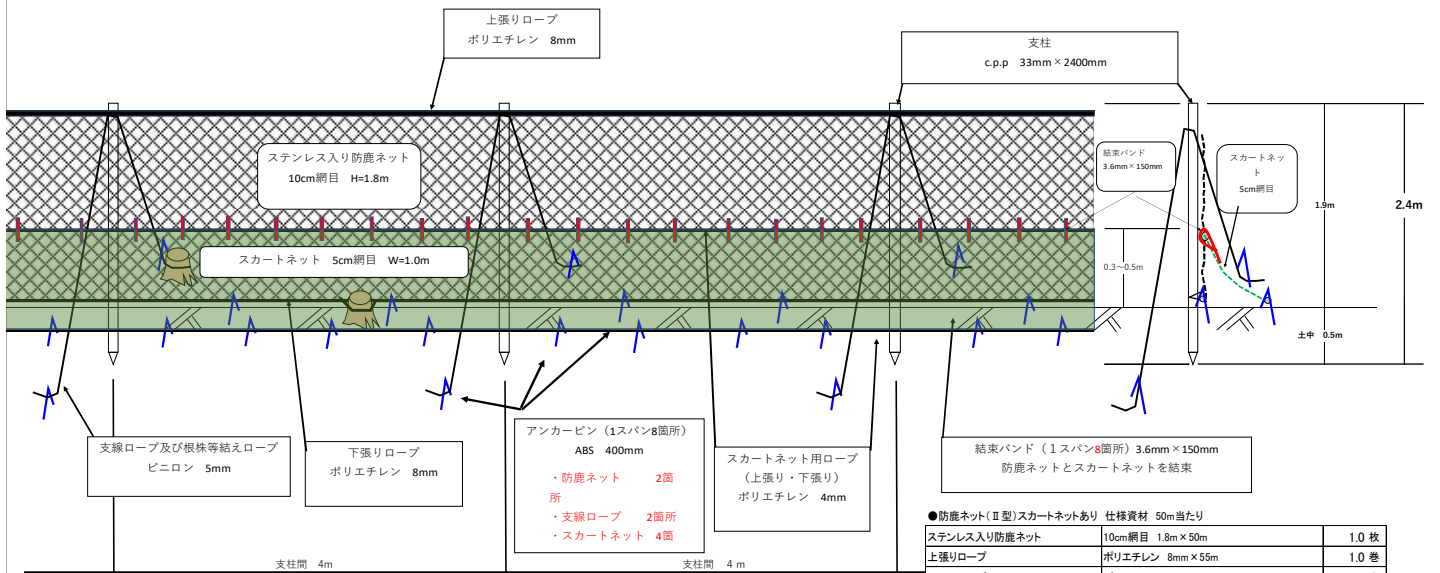 上張りロープ
ポリエチレン 8mm
支柱
c.p.p 33mm×2400mm
ステンレス入り防鹿ネット
10cm網目 H=1.8m
結束バンド
3.6mm×150mm
スカートネッ
ト
5cm網目
1.9m
2.4m
スカートネット 5cm網目 W=1.0m
0.3～0.5m
土中 0.5m
支線ロープ及び根株等結えロープ
ビニロン 5mm
下張りロープ
ポリエチレン 8mm
アンカーピン（1スパン8箇所）
ABS 400mm
・防鹿ネット 2箇
所
・支線ロープ 2箇所
・スカートネット 4箇
スカートネット用ロープ
（上張り・下張り）
ポリエチレン 4mm
結束バンド（１スパン8箇所）3.6mm×150mm
防鹿ネットとスカートネットを結束
●防鹿ネット(Ⅱ型)スカートネットあり 仕様資材 50m当たり
ステンレス入り防鹿ネット 10cm網目 1.8m×50m 1.0 枚
上張りロープ ポリエチレン 8mm×55m 1.0 巻
支柱間 4m
支柱間 4ｍ